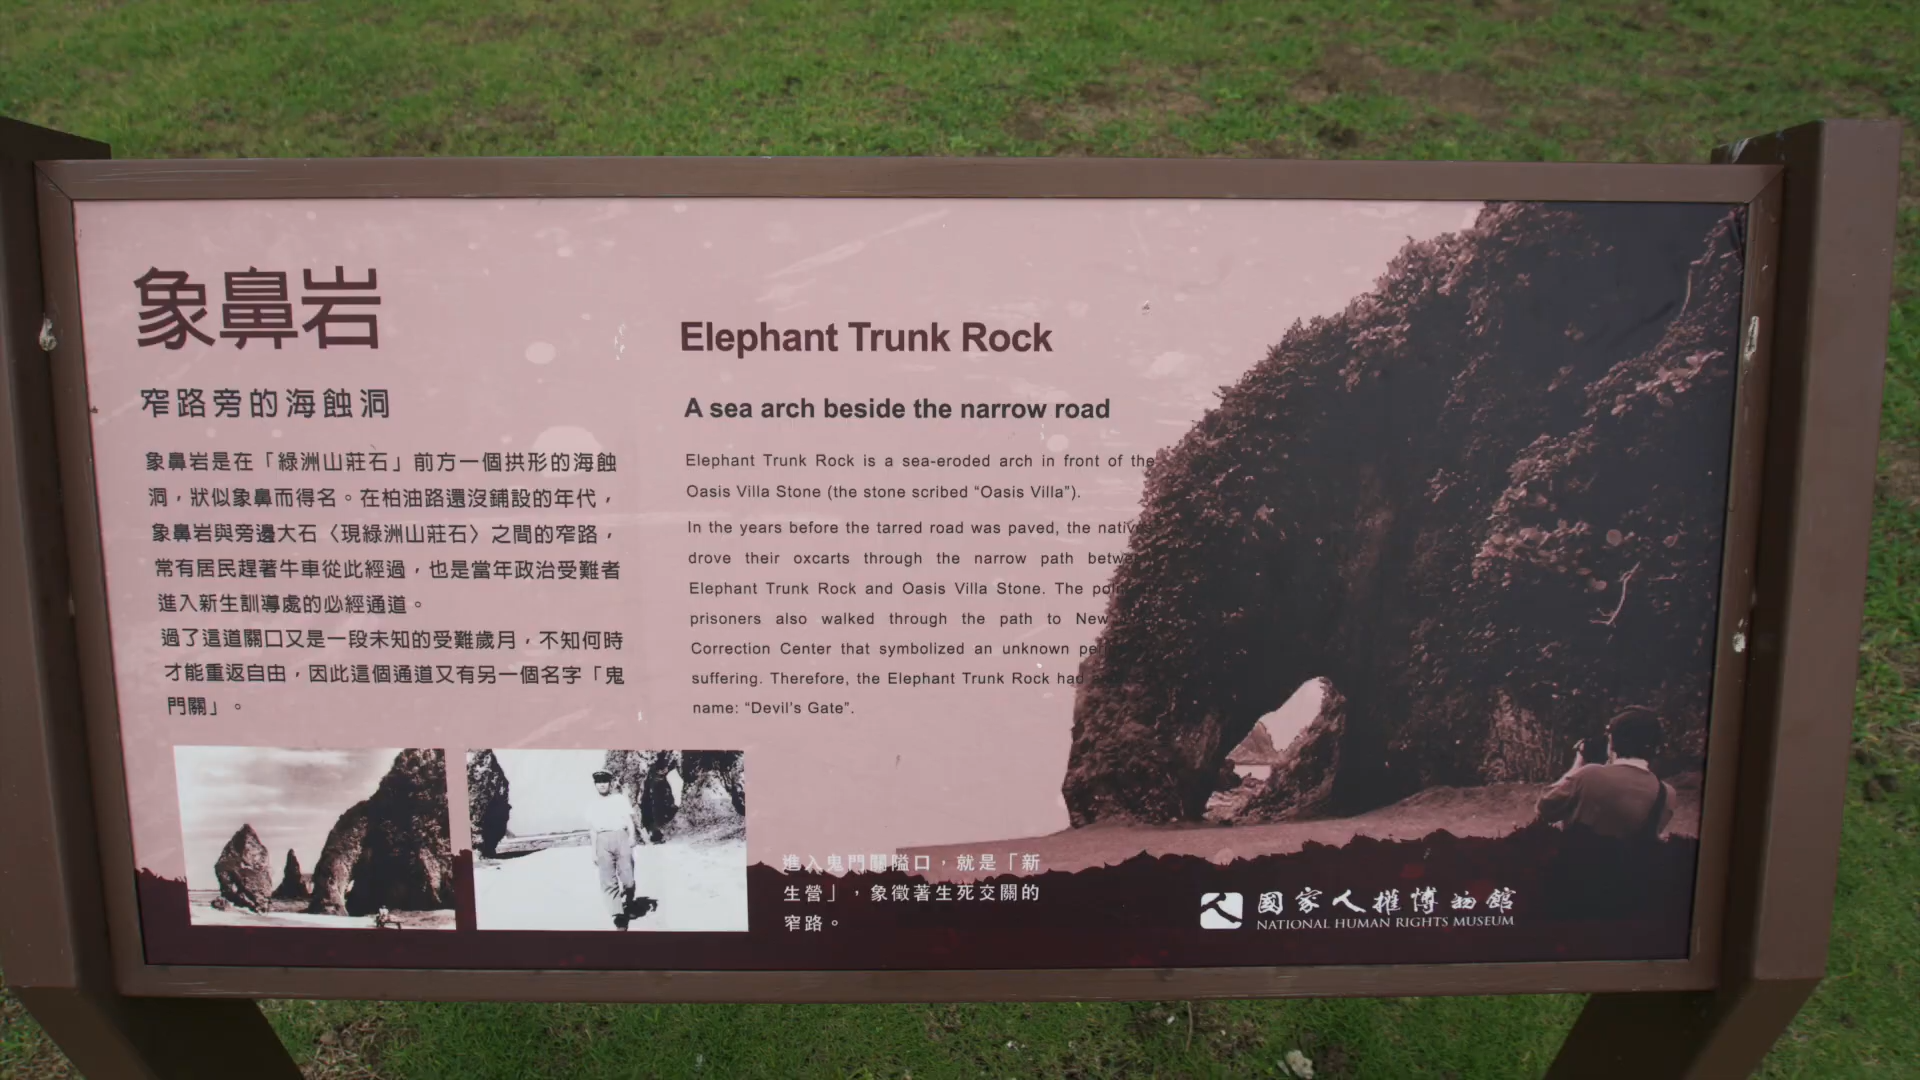 象鼻岩
窄路旁的海蝕洞
象鼻岩是在「綠洲山莊石」前方一個拱形的海蝕
洞，狀似象鼻而得名。在柏油路還沒鋪設的年代，
象鼻岩與旁邊大石〈現綠洲山莊石〉之間的窄路，
常有居民趕著牛車從此經過，也是當年政治受難者
進入新生訓導處的必經通道。
過了這道關口又是一段未知的受難歲月，不知何時
才能重返自由，因此這個通道又有另一個名字「鬼
門關」。
Elephant Trunk Rock
A sea arch beside the narrow road
Elephant Trunk Rock is a sea-eroded arch in front of the
Oasis Villa Stone (the stone scribed “Oasis Villa”).
In the years before the tarred road was paved, the natives
drove their oxcarts through the narrow path between
Elephant Trunk Rock and Oasis Villa Stone. The
prisoners also walked through the path to New
Correction Center that symbolized an unknown
suffering. Therefore, the Elephant Trunk Rock had
name: “Devil’s Gate”.
進入鬼門關隘口，就是「新
生營」，象徵著生死交關的
窄路。
國家人權博物館
NATIONAL HUMAN RIGHTS MUSEUM